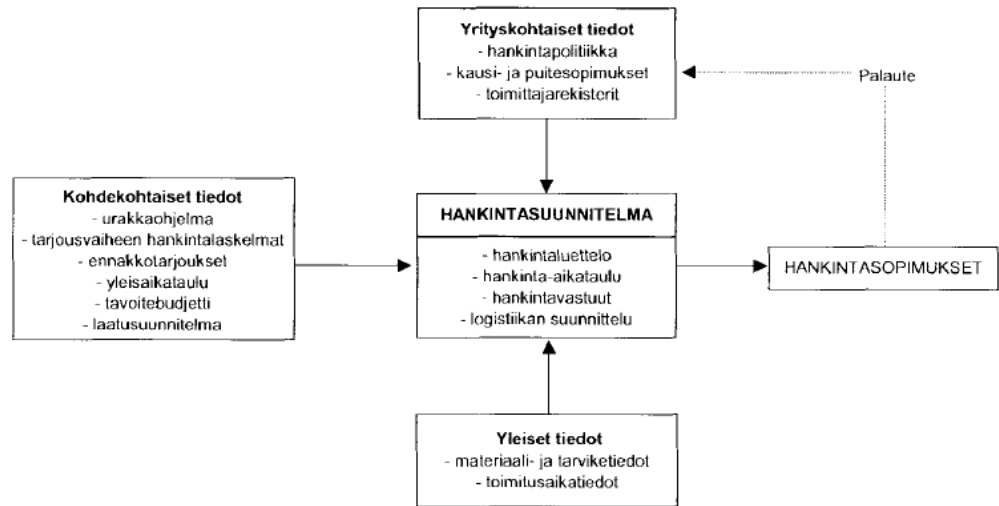 Yrityskohtaiset tiedot
- hankintapolitiikka
- kausi- ja puitesopimukset
- toimittajarekisterit
Palaute
Kohdekohtaiset tiedot
- urakkaohjelma
- tarjousvaiheen hankintalaskelmat
- ennakkotarjoukset
- yleisaikataulu
- tavoitebudjetti
- laatusuunnitelma
HANKINTASUUNNITELMA
- hankintaluettelo
- hankinta-aikataulu
- hankintavastuut
- logistiikan suunnittelu
HANKINTASOPIMUKSET
Yleiset tiedot
- materiaali- ja tarviketiedot
- toimitusaikatiedot